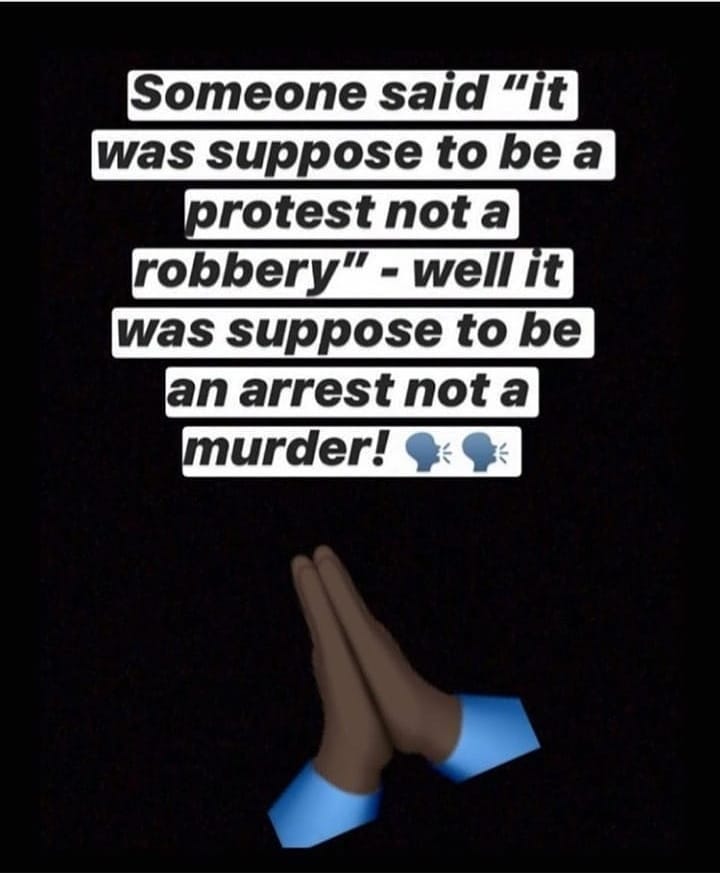 Someone said "it
was suppose to be a
protest not a
robbery" - well it
was suppose to be
an arrest not a
murder! 🗣️🗣️